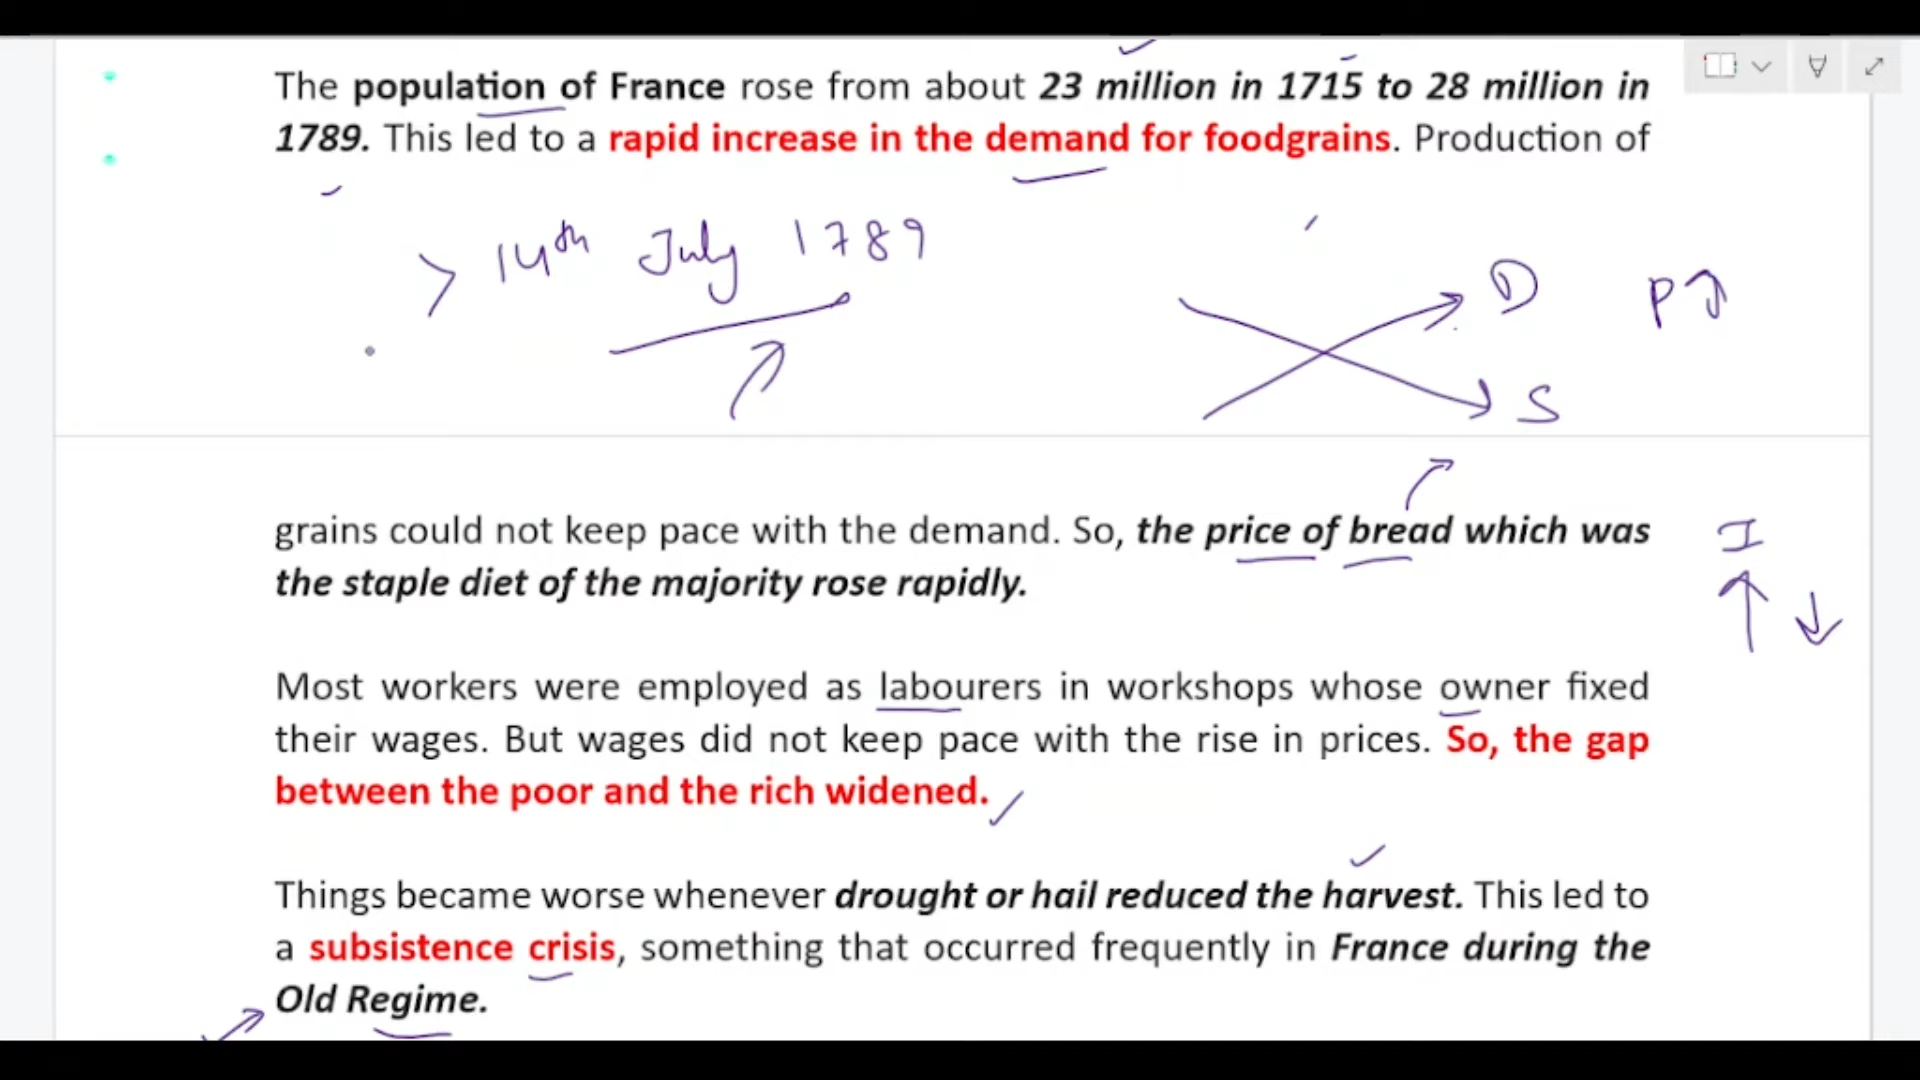 The population of France rose from about 23 million in 1715 to 28 million in
1789. This led to a rapid increase in the demand for foodgrains. Production of
> 14th July 1789
D P↑
S
grains could not keep pace with the demand. So, the price of bread which was
I
the staple diet of the majority rose rapidly.
↑ ↓
Most workers were employed as labourers in workshops whose owner fixed
their wages. But wages did not keep pace with the rise in prices. So, the gap
between the poor and the rich widened.
Things became worse whenever drought or hail reduced the harvest. This led to
a subsistence crisis, something that occurred frequently in France during the
Old Regime.